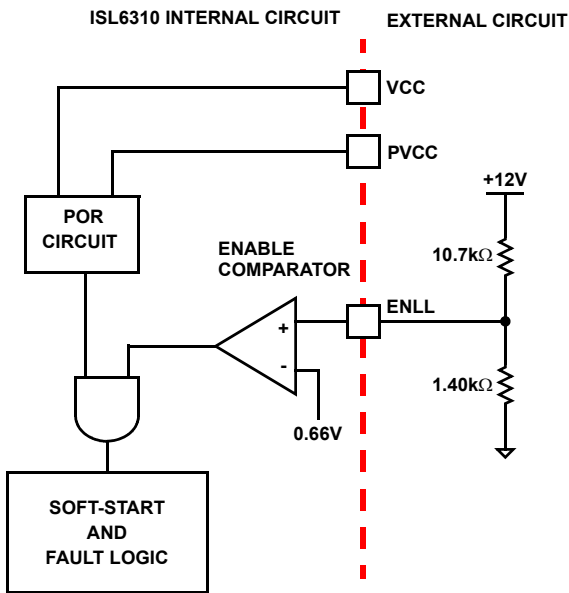 ISL6310 INTERNAL CIRCUIT
EXTERNAL CIRCUIT
VCC
PVCC
+12V
POR
CIRCUIT
10.7kΩ
ENABLE
COMPARATOR
ENLL
+
-
1.40kΩ
0.66V
SOFT-START
AND
FAULT LOGIC